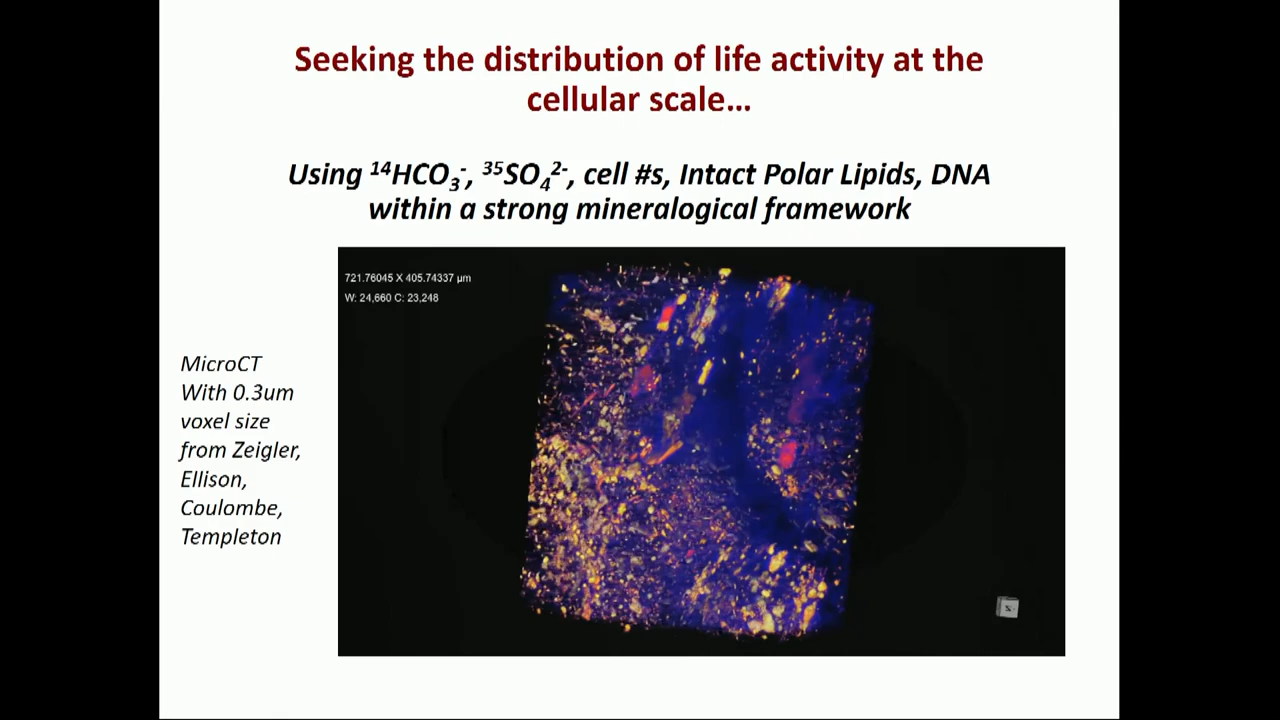 Seeking the distribution of life activity at the
cellular scale...
Using ¹⁴HCO₃⁻, ³⁵SO₄²⁻, cell #s, Intact Polar Lipids, DNA
within a strong mineralogical framework
721.76045 X 405.74337 µm
W: 24,660 C: 23,248
MicroCT
With 0.3um
voxel size
from Zeigler,
Ellison,
Coulombe,
Templeton